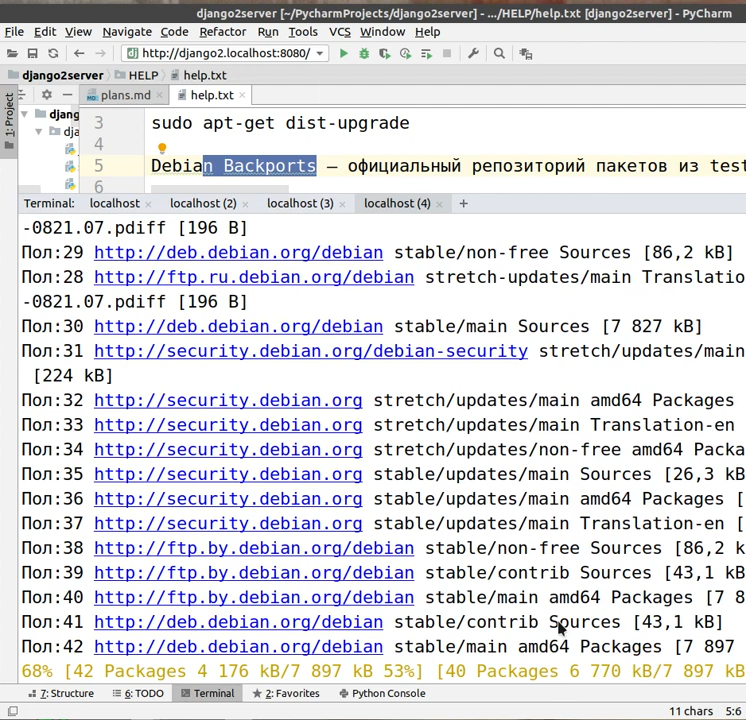 django2server [~/PycharmProjects/django2server] - .../HELP/help.txt [django2server] - PyCharm
File Edit View Navigate Code Refactor Run Tools VCS Window Help
http://django2.localhost:8080/
django2server HELP help.txt
plans.md help.txt
1: Project
3 sudo apt-get dist-upgrade
4
5 Debian Backports — официальный репозиторий пакетов из test
6
Terminal: localhost localhost (2) localhost (3) localhost (4) +
-0821.07.pdiff [196 B]
Пол:29 http://deb.debian.org/debian stable/non-free Sources [86,2 kB]
Пол:28 http://ftp.ru.debian.org/debian stretch-updates/main Translatio
-0821.07.pdiff [196 B]
Пол:30 http://deb.debian.org/debian stable/main Sources [7 827 kB]
Пол:31 http://security.debian.org/debian-security stretch/updates/main
[224 kB]
Пол:32 http://security.debian.org stretch/updates/main amd64 Packages
Пол:33 http://security.debian.org stretch/updates/main Translation-en
Пол:34 http://security.debian.org stretch/updates/non-free amd64 Packa
Пол:35 http://security.debian.org stable/updates/main Sources [26,3 kB
Пол:36 http://security.debian.org stable/updates/main amd64 Packages [
Пол:37 http://security.debian.org stable/updates/main Translation-en [
Пол:38 http://ftp.by.debian.org/debian stable/non-free Sources [86,2 k
Пол:39 http://ftp.by.debian.org/debian stable/contrib Sources [43,1 kB
Пол:40 http://ftp.by.debian.org/debian stable/main amd64 Packages [7 8
Пол:41 http://deb.debian.org/debian stable/contrib Sources [43,1 kB]
Пол:42 http://deb.debian.org/debian stable/main amd64 Packages [7 897
68% [42 Packages 4 176 kB/7 897 kB 53%] [40 Packages 6 770 kB/7 897 kB
7: Structure 6: TODO Terminal 2: Favorites Python Console
11 chars 5:6